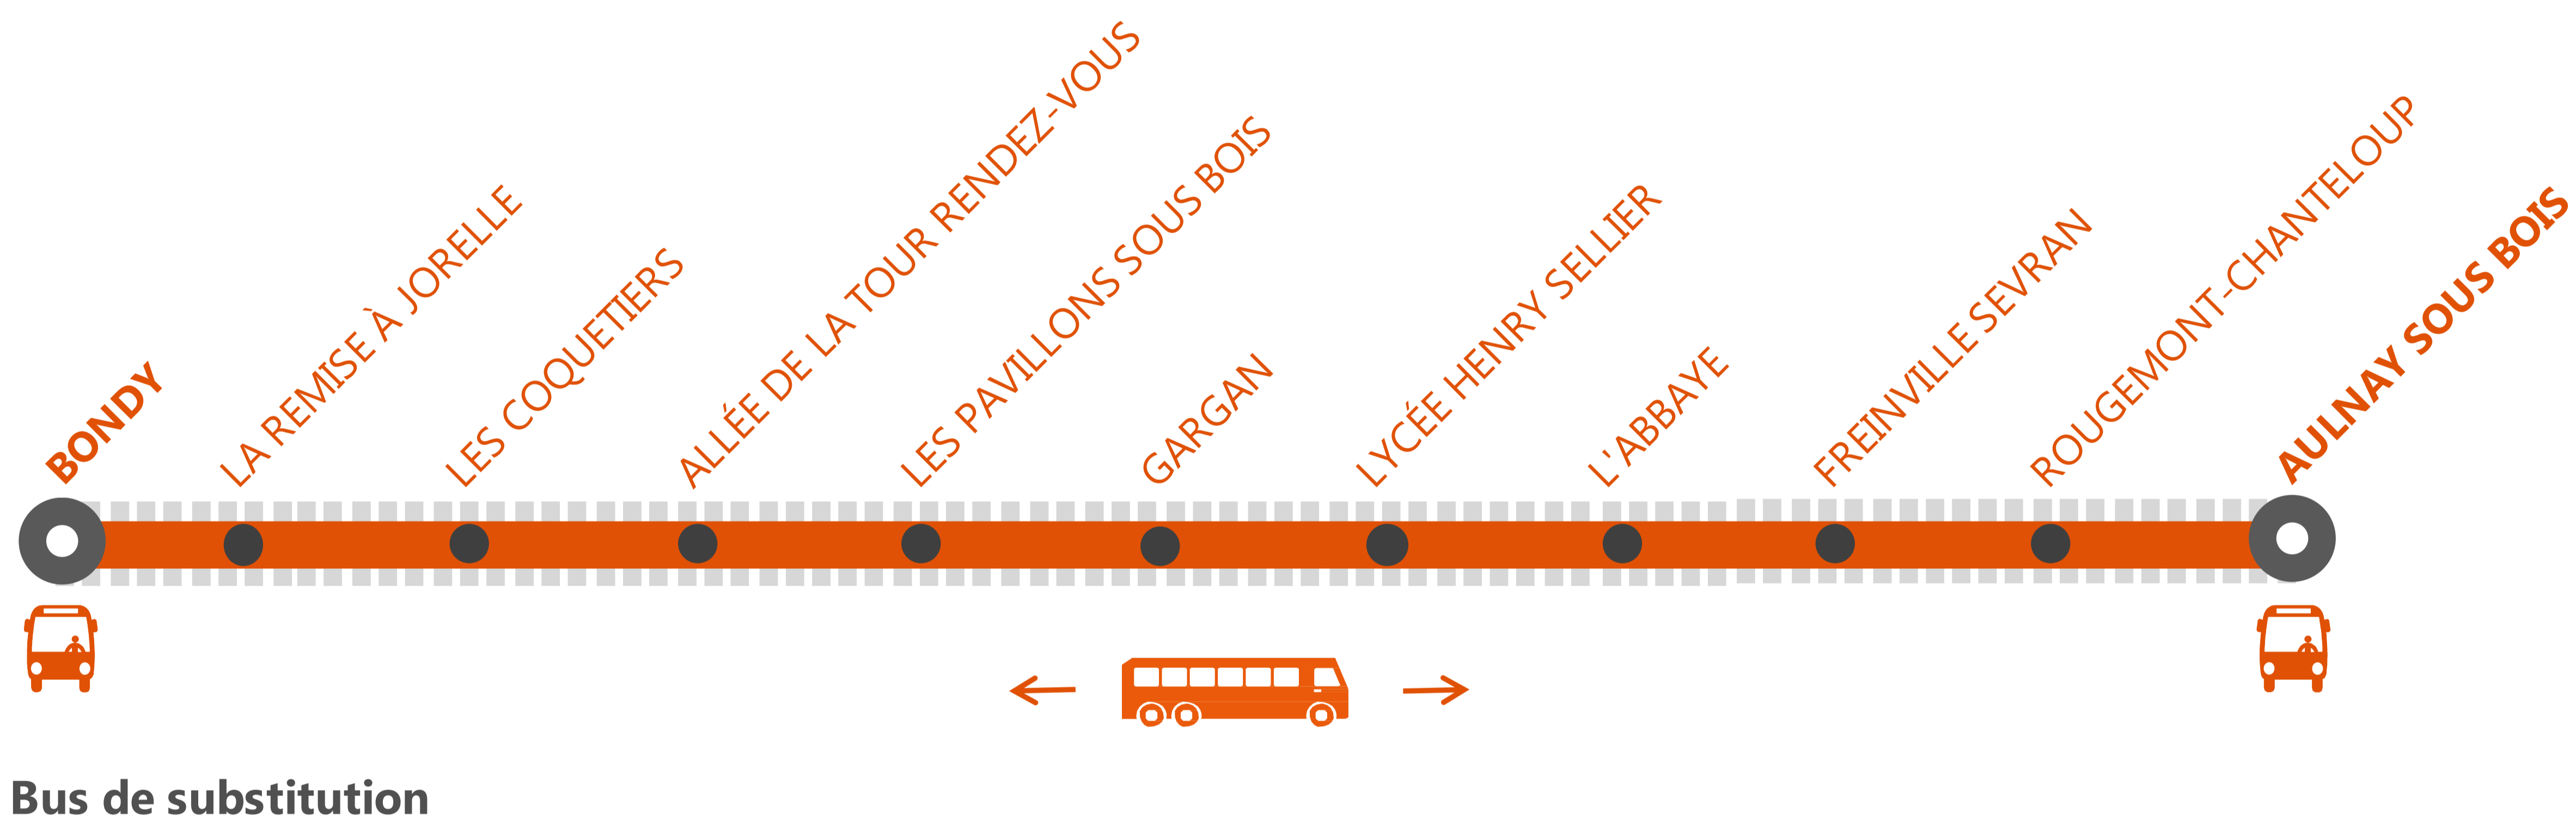 BONDY
LA REMISE À JORELLE
LES COQUETIERS
ALLÉE DE LA TOUR RENDEZ-VOUS
LES PAVILLONS SOUS BOIS
GARGAN
LYCÉE HENRY SELLIER
L'ABBAYE
FREINVILLE SEVRAN
ROUGEMONT-CHANTELOUP
AULNAY SOUS BOIS
Bus de substitution